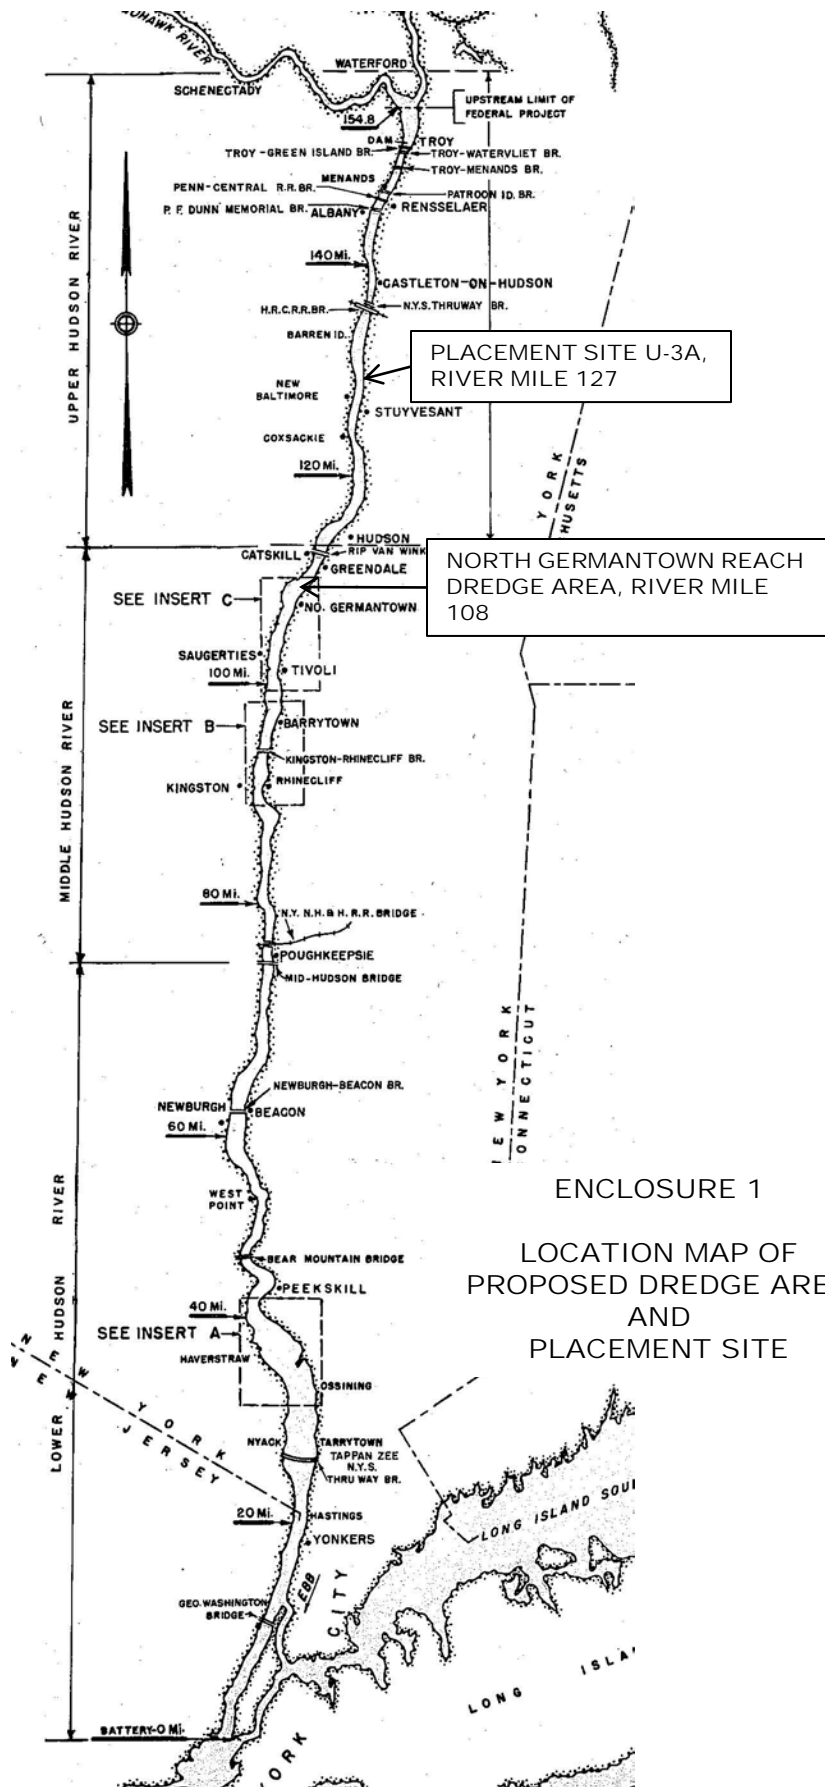 MOHAWK RIVER
WATERFORD
SCHENECTADY
UPSTREAM LIMIT OF
FEDERAL PROJECT
154.8
DAM
TROY
TROY-GREEN ISLAND BR.
TROY-WATERVLIET BR.
TROY-MENANDS BR.
MENANDS
PENN-CENTRAL R.R. BR.
PATROON ID. BR.
P. F. DUNN MEMORIAL BR.
ALBANY
RENSSELAER
140 Mi.
CASTLETON-ON-HUDSON
H.R.C.R.R.BR.
N.Y.S. THRUWAY BR.
BARREN ID.
UPPER HUDSON RIVER
PLACEMENT SITE U-3A,
RIVER MILE 127
NEW
BALTIMORE
STUYVESANT
COXSACKIE
120 Mi.
YORK
HUSETTS
HUDSON
CATSKILL
RIP VAN WINK
GREENDALE
NORTH GERMANTOWN REACH
DREDGE AREA, RIVER MILE
108
SEE INSERT C
NO. GERMANTOWN
SAUGERTIES
TIVOLI
100 Mi.
SEE INSERT B
BARRYTOWN
KINGSTON-RHINECLIFF BR.
KINGSTON
RHINECLIFF
MIDDLE HUDSON RIVER
80 Mi.
N.Y. N.H. & H. R.R. BRIDGE
POUGHKEEPSIE
MID-HUDSON BRIDGE
NEW YORK
ONNECTICUT
NEWBURGH-BEACON BR.
NEWBURGH
BEACON
60 Mi.
WEST
POINT
BEAR MOUNTAIN BRIDGE
PEEKSKILL
40 Mi.
SEE INSERT A
HAVERSTRAW
OSSINING
LOWER HUDSON RIVER
ENCLOSURE 1
LOCATION MAP OF
PROPOSED DREDGE ARE
AND
PLACEMENT SITE
NEW YORK
NEW JERSEY
NYACK
TARRYTOWN
TAPPAN ZEE
N.Y.S.
THRU WAY BR.
20 Mi.
HASTINGS
YONKERS
LONG ISLAND SOU
EBB
CITY
GEO. WASHINGTON
BRIDGE
LONG ISLA
BATTERY-0 Mi.
YORK